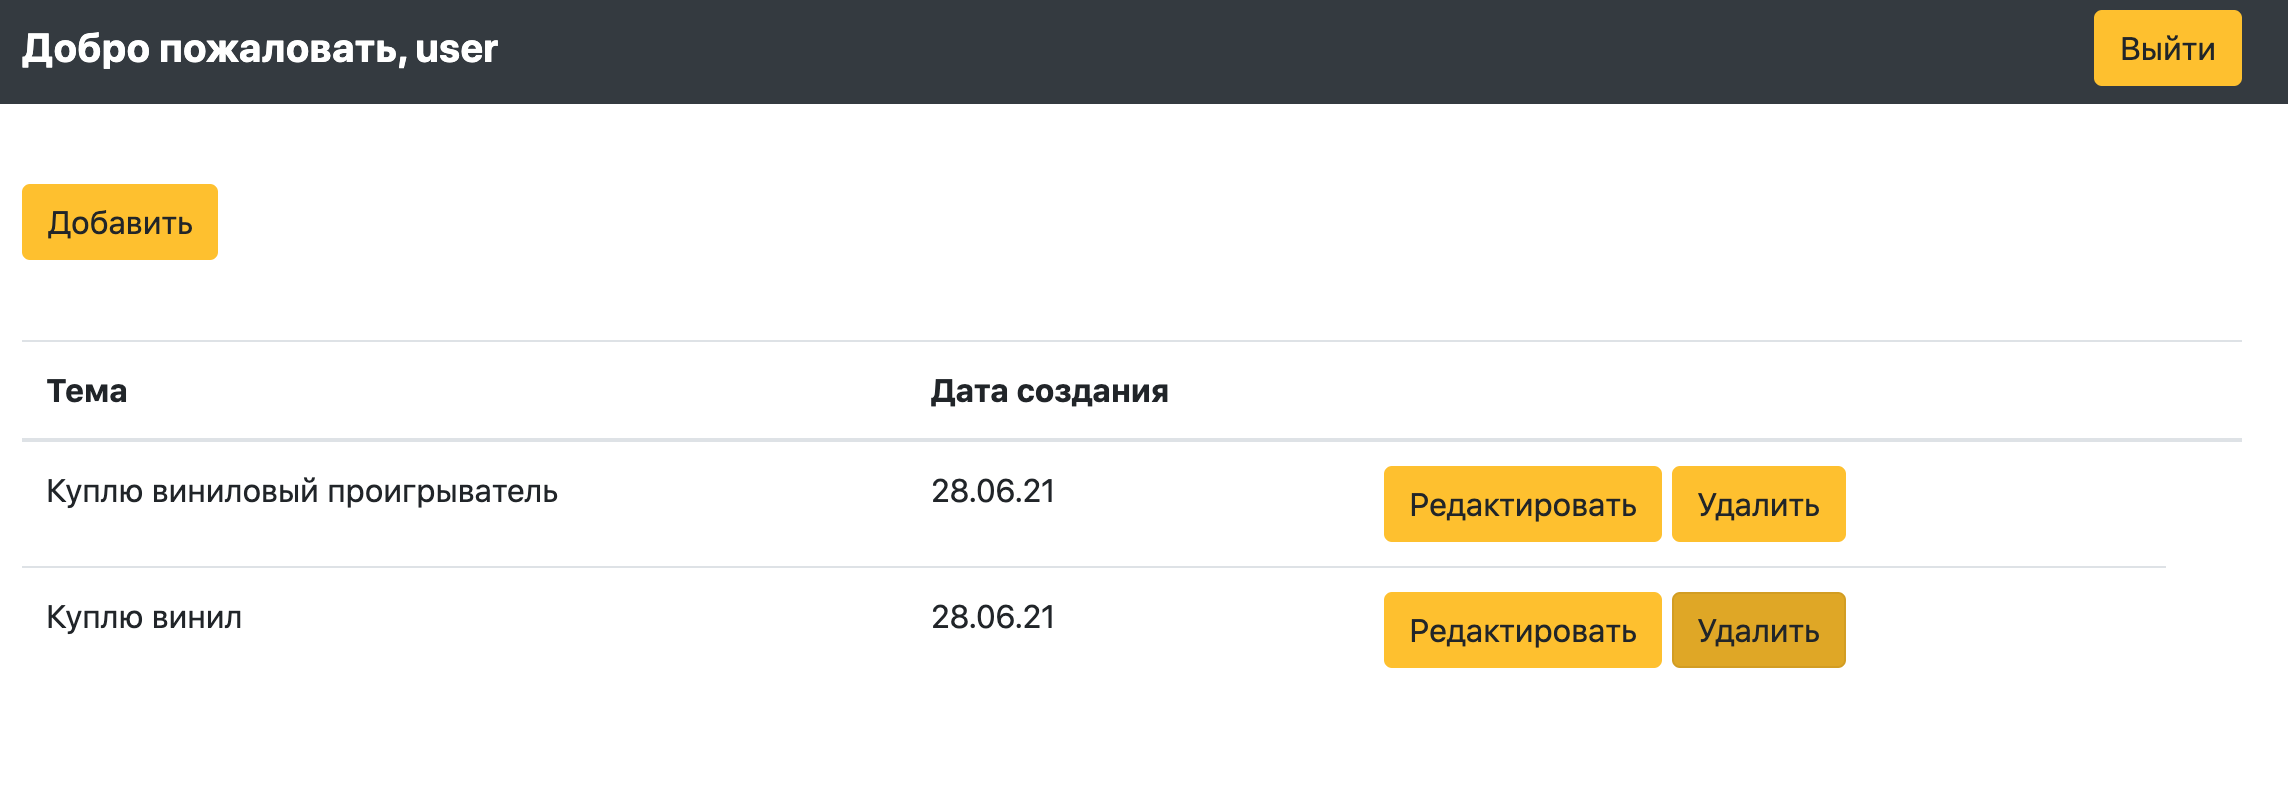 Добро пожаловать, user
Выйти
Добавить
Тема Дата создания
Куплю виниловый проигрыватель 28.06.21 Редактировать Удалить
Куплю винил 28.06.21 Редактировать Удалить